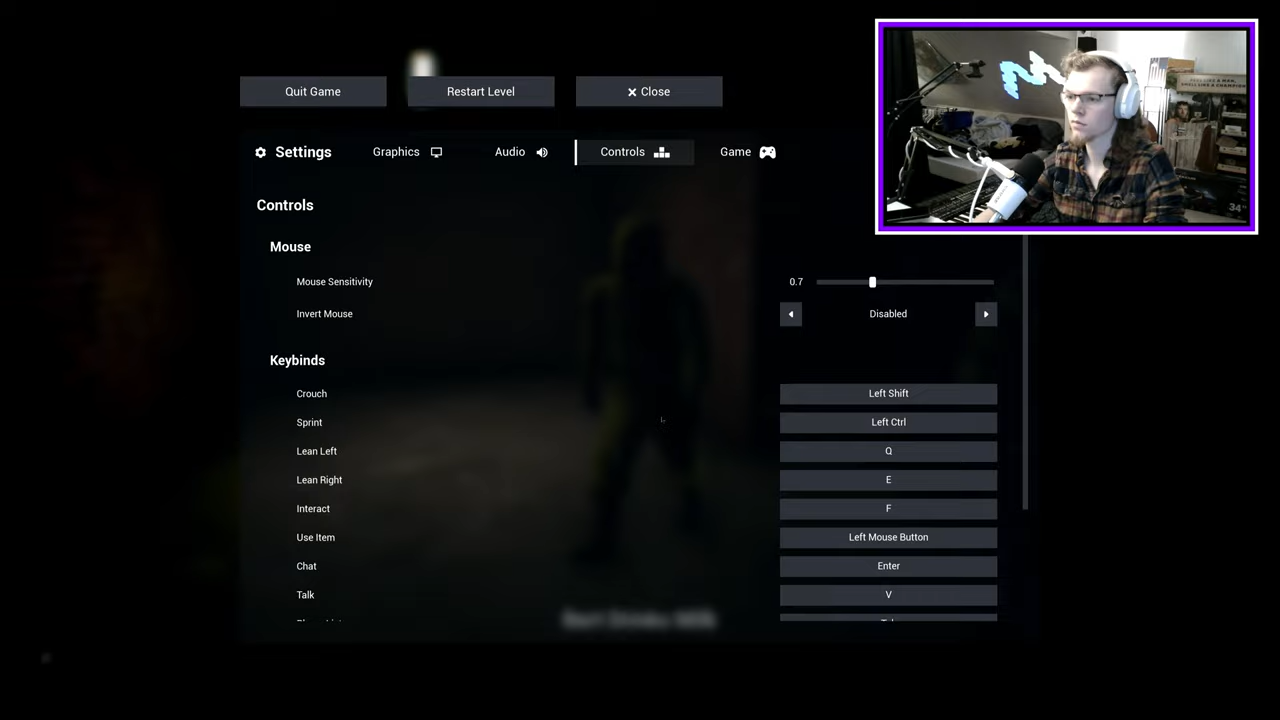 Quit Game
Restart Level
Close
Settings
Graphics
Audio
Controls
Game
Controls
Mouse
Mouse Sensitivity 0.7
Invert Mouse Disabled
Keybinds
Crouch Left Shift
Sprint Left Ctrl
Lean Left Q
Lean Right E
Interact F
Use Item Left Mouse Button
Chat Enter
Talk V
34"